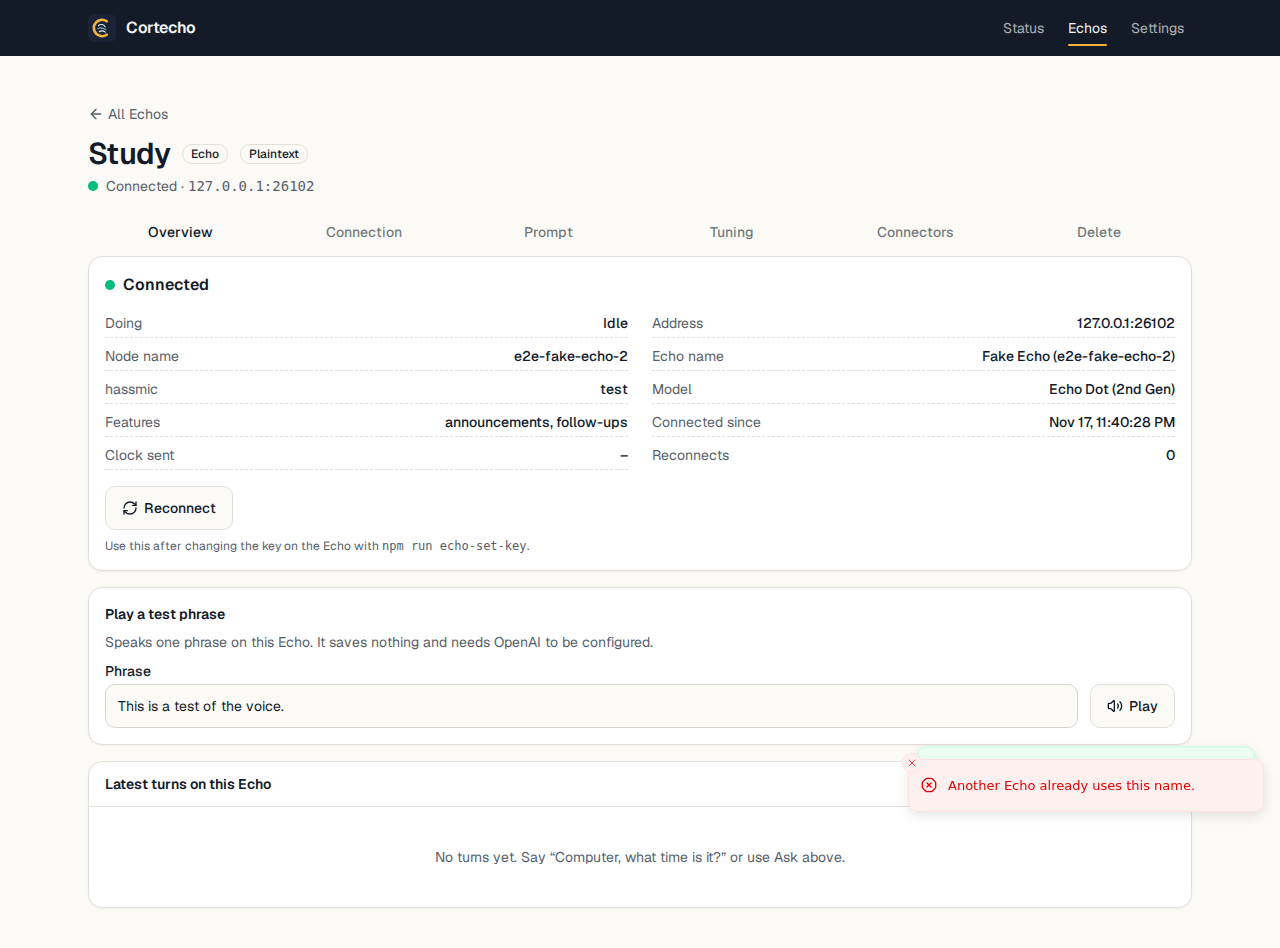 Cortecho
Status Echos Settings
← All Echos
Study Echo Plaintext
Connected · 127.0.0.1:26102
Overview Connection Prompt Tuning Connectors Delete
Connected
Doing Idle Address 127.0.0.1:26102
Node name e2e-fake-echo-2 Echo name Fake Echo (e2e-fake-echo-2)
hassmic test Model Echo Dot (2nd Gen)
Features announcements, follow-ups Connected since Nov 17, 11:40:28 PM
Clock sent – Reconnects 0
Reconnect
Use this after changing the key on the Echo with npm run echo-set-key.
Play a test phrase
Speaks one phrase on this Echo. It saves nothing and needs OpenAI to be configured.
Phrase
This is a test of the voice. Play
Latest turns on this Echo
Another Echo already uses this name.
No turns yet. Say “Computer, what time is it?” or use Ask above.